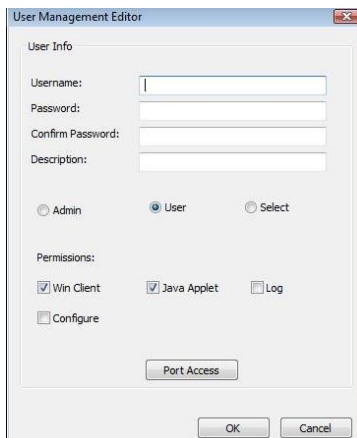 User Management Editor
User Info
Username:
Password:
Confirm Password:
Description:
Admin User Select
Permissions:
Win Client Java Applet Log
Configure
Port Access
OK Cancel